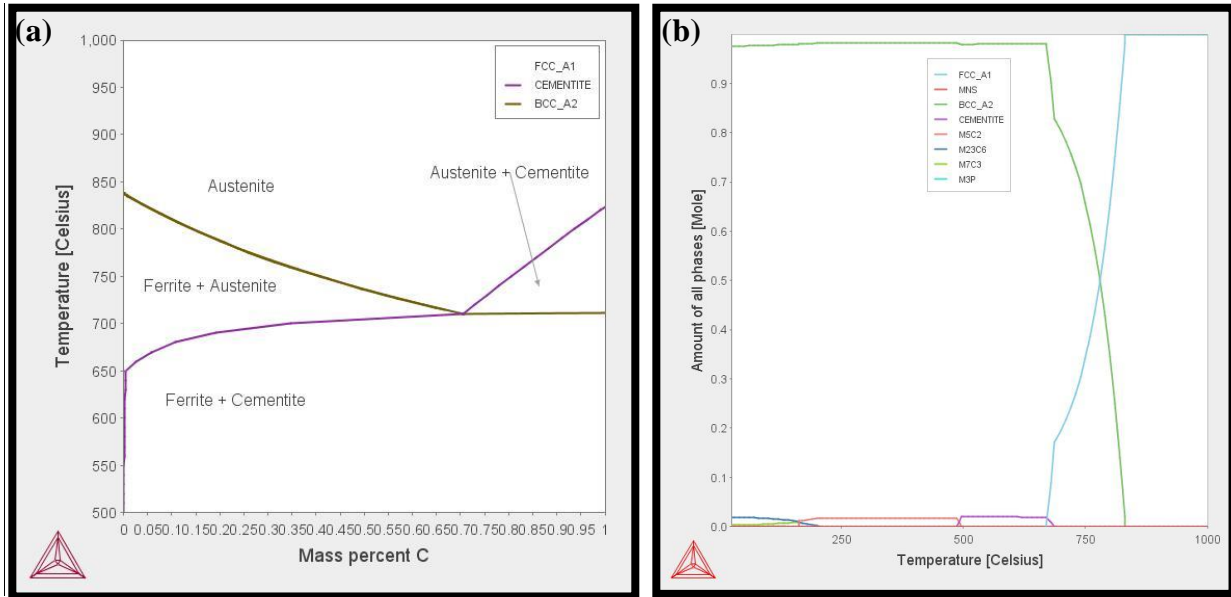 (a)
1,000
950
900
850
800
750
700
650
600
550
500
Temperature [Celsius]
FCC_A1
CEMENTITE
BCC_A2
Austenite
Austenite + Cementite
Ferrite + Austenite
Ferrite + Cementite
0 0.050.10.150.20.250.30.350.40.450.50.550.60.650.70.750.80.850.90.95 1
Mass percent C
(b)
0.9
0.8
0.7
0.6
0.5
0.4
0.3
0.2
0.1
0.0
Amount of all phases [Mole]
FCC_A1
MNS
BCC_A2
CEMENTITE
M5C2
M23C6
M7C3
M3P
250 500 750 1000
Temperature [Celsius]